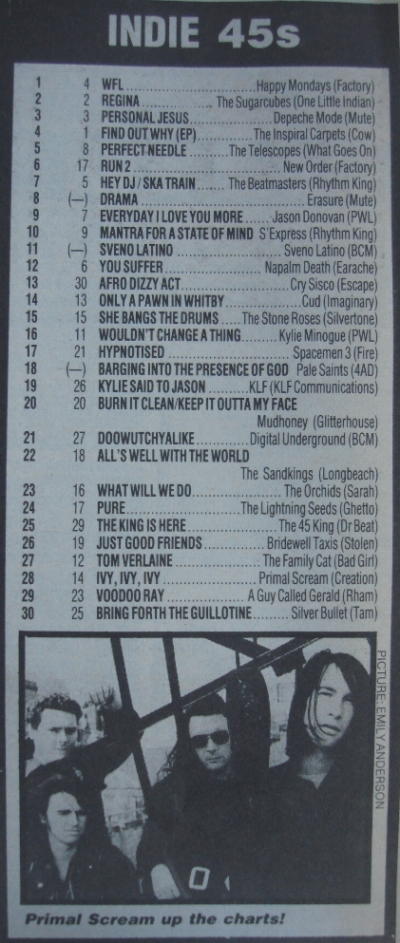 INDIE 45s
1 4 WFL..........Happy Mondays (Factory)
2 2 REGINA..........The Sugarcubes (One Little Indian)
3 3 PERSONAL JESUS..........Depeche Mode (Mute)
4 1 FIND OUT WHY (EP)..........The Inspiral Carpets (Cow)
5 8 PERFECT NEEDLE..........The Telescopes (What Goes On)
6 17 RUN 2..........New Order (Factory)
7 5 HEY DJ / SKA TRAIN..........The Beatmasters (Rhythm King)
8 (—) DRAMA..........Erasure (Mute)
9 7 EVERYDAY I LOVE YOU MORE......Jason Donovan (PWL)
10 9 MANTRA FOR A STATE OF MIND S'Express (Rhythm King)
11 (—) SVENO LATINO..........Sveno Latino (BCM)
12 6 YOU SUFFER..........Napalm Death (Earache)
13 30 AFRO DIZZY ACT..........Cry Sisco (Escape)
14 13 ONLY A PAWN IN WHITBY..........Cud (Imaginary)
15 15 SHE BANGS THE DRUMS.....The Stone Roses (Silvertone)
16 11 WOULDN'T CHANGE A THING.........Kylie Minogue (PWL)
17 21 HYPNOTISED..........Spacemen 3 (Fire)
18 (—) BARGING INTO THE PRESENCE OF GOD Pale Saints (4AD)
19 26 KYLIE SAID TO JASON..........KLF (KLF Communications)
20 20 BURN IT CLEAN/KEEP IT OUTTA MY FACE
Mudhoney (Glitterhouse)
21 27 DOOWUTCHYALIKE..........Digital Underground (BCM)
22 18 ALL'S WELL WITH THE WORLD
The Sandkings (Longbeach)
23 16 WHAT WILL WE DO..........The Orchids (Sarah)
24 17 PURE..........The Lightning Seeds (Ghetto)
25 29 THE KING IS HERE..........The 45 King (Dr Beat)
26 19 JUST GOOD FRIENDS..........Bridewell Taxis (Stolen)
27 12 TOM VERLAINE..........The Family Cat (Bad Girl)
28 14 IVY, IVY, IVY..........Primal Scream (Creation)
29 23 VOODOO RAY..........A Guy Called Gerald (Rham)
30 25 BRING FORTH THE GUILLOTINE.........Silver Bullet (Tam)
PICTURE: EMILY ANDERSON
Primal Scream up the charts!